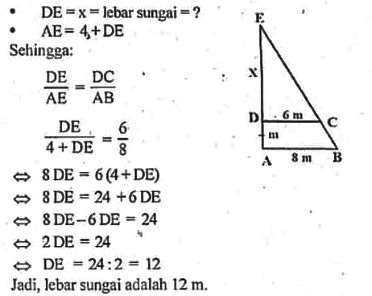 • DE = x = lebar sungai = ?
• AE = 4,+ DE
Sehingga:
DE/AE = DC/AB
DE/4 + DE = 6/8
⇔ 8 DE = 6 (4+ DE)
⇔ 8 DE = 24 + 6 DE
⇔ 8 DE – 6 DE = 24
⇔ 2 DE = 24
⇔ DE = 24 : 2 = 12
Jadi, lebar sungai adalah 12 m.
E
X
D 6 m C
m
A 8 m B